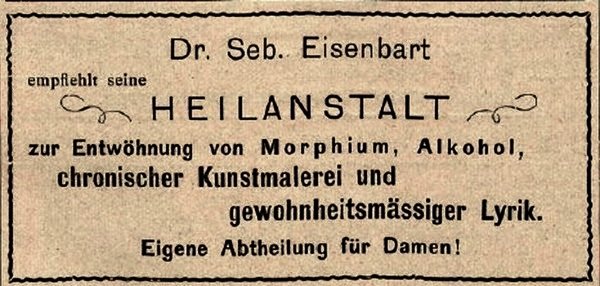 Dr. Seb. Eisenbart
empfiehlt seine
HEILANSTALT
zur Entwöhnung von Morphium, Alkohol,
chronischer Kunstmalerei und
gewohnheitsmässiger Lyrik.
Eigene Abtheilung für Damen!